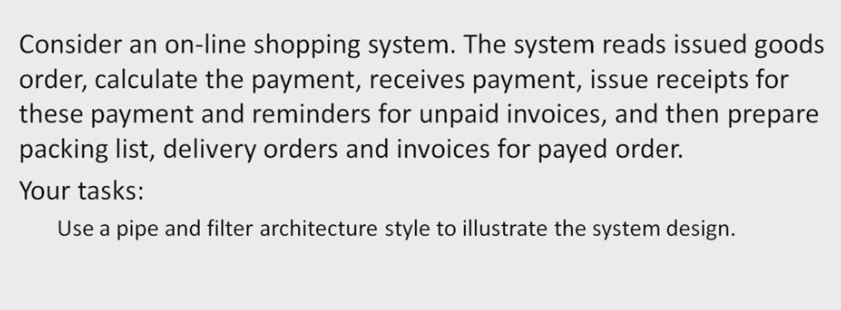 Consider an on-line shopping system. The system reads issued goods
order, calculate the payment, receives payment, issue receipts for
these payment and reminders for unpaid invoices, and then prepare
packing list, delivery orders and invoices for payed order.
Your tasks:
Use a pipe and filter architecture style to illustrate the system design.